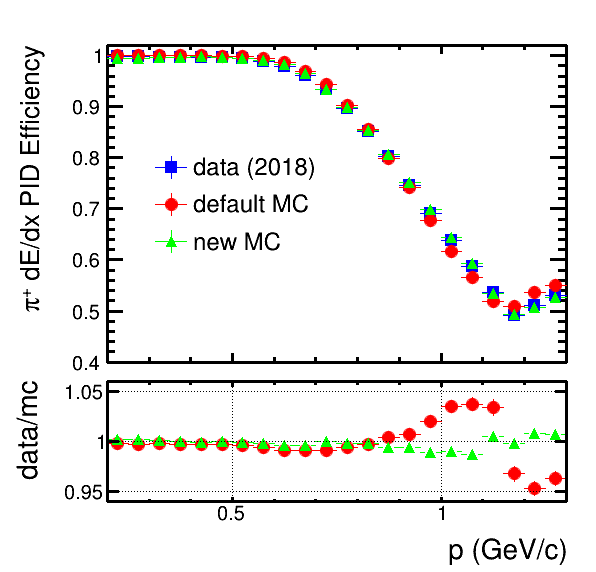 π⁺ dE/dx PID Efficiency
1
0.9
0.8
0.7
0.6
0.5
0.4
data (2018)
default MC
new MC
data/mc
1.05
1
0.95
0.5
1
p (GeV/c)